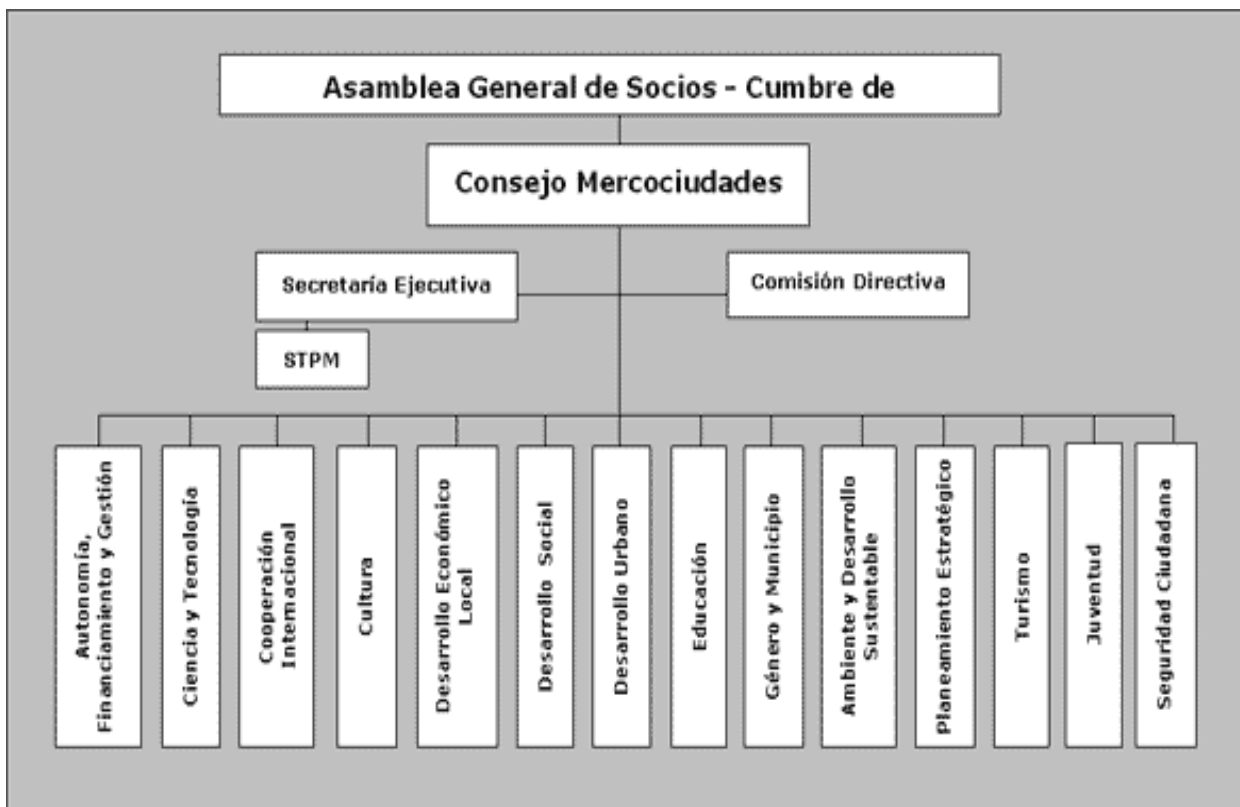 Asamblea General de Socios - Cumbre de
Consejo Mercociudades
Secretaría Ejecutiva
Comisión Directiva
STPM
Autonomía,
Financiamiento y Gestión
Ciencia y Tecnología
Cooperación
Internacional
Cultura
Desarrollo Económico
Local
Desarrollo Social
Desarrollo Urbano
Educación
Género y Municipio
Ambiente y Desarrollo
Sustentable
Planeamiento Estratégico
Turismo
Juventud
Seguridad Ciudadana